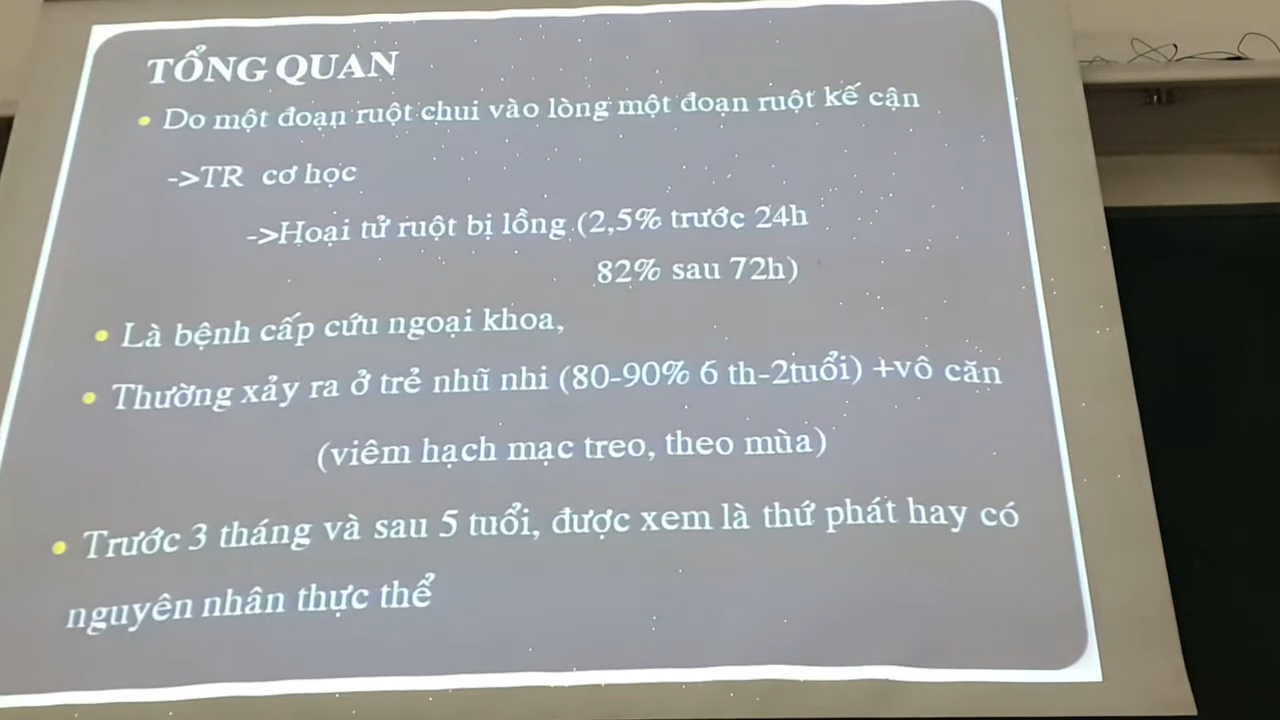 TỔNG QUAN
• Do một đoạn ruột chui vào lòng một đoạn ruột kế cận
->TR cơ học
->Hoại tử ruột bị lồng (2,5% trước 24h
82% sau 72h)
• Là bệnh cấp cứu ngoại khoa,
• Thường xảy ra ở trẻ nhũ nhi (80-90% 6 th-2tuổi) +vô căn
(viêm hạch mạc treo, theo mùa)
• Trước 3 tháng và sau 5 tuổi, được xem là thứ phát hay có
nguyên nhân thực thể